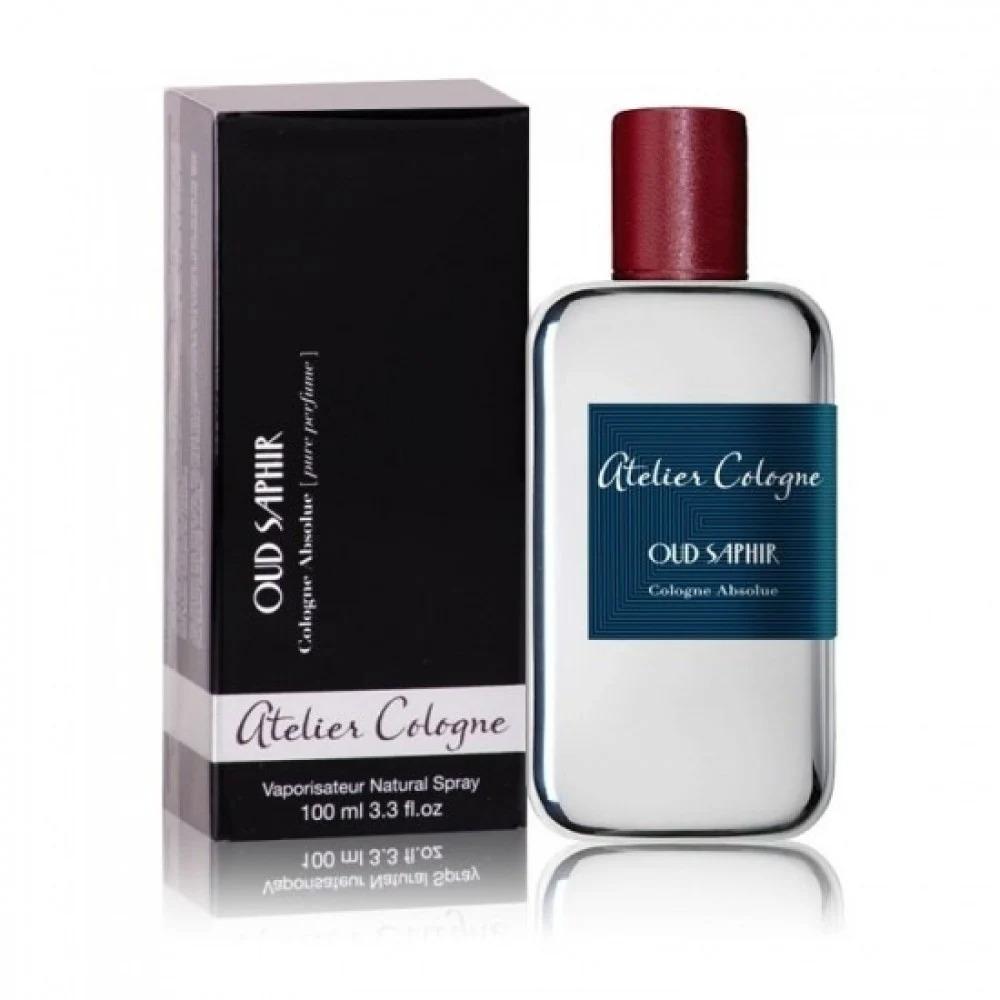 OUD SAPHIR
Cologne Absolue [pure perfume]
Atelier Cologne
Vaporisateur Natural Spray
100 ml 3.3 fl.oz
Atelier Cologne
OUD SAPHIR
Cologne Absolue